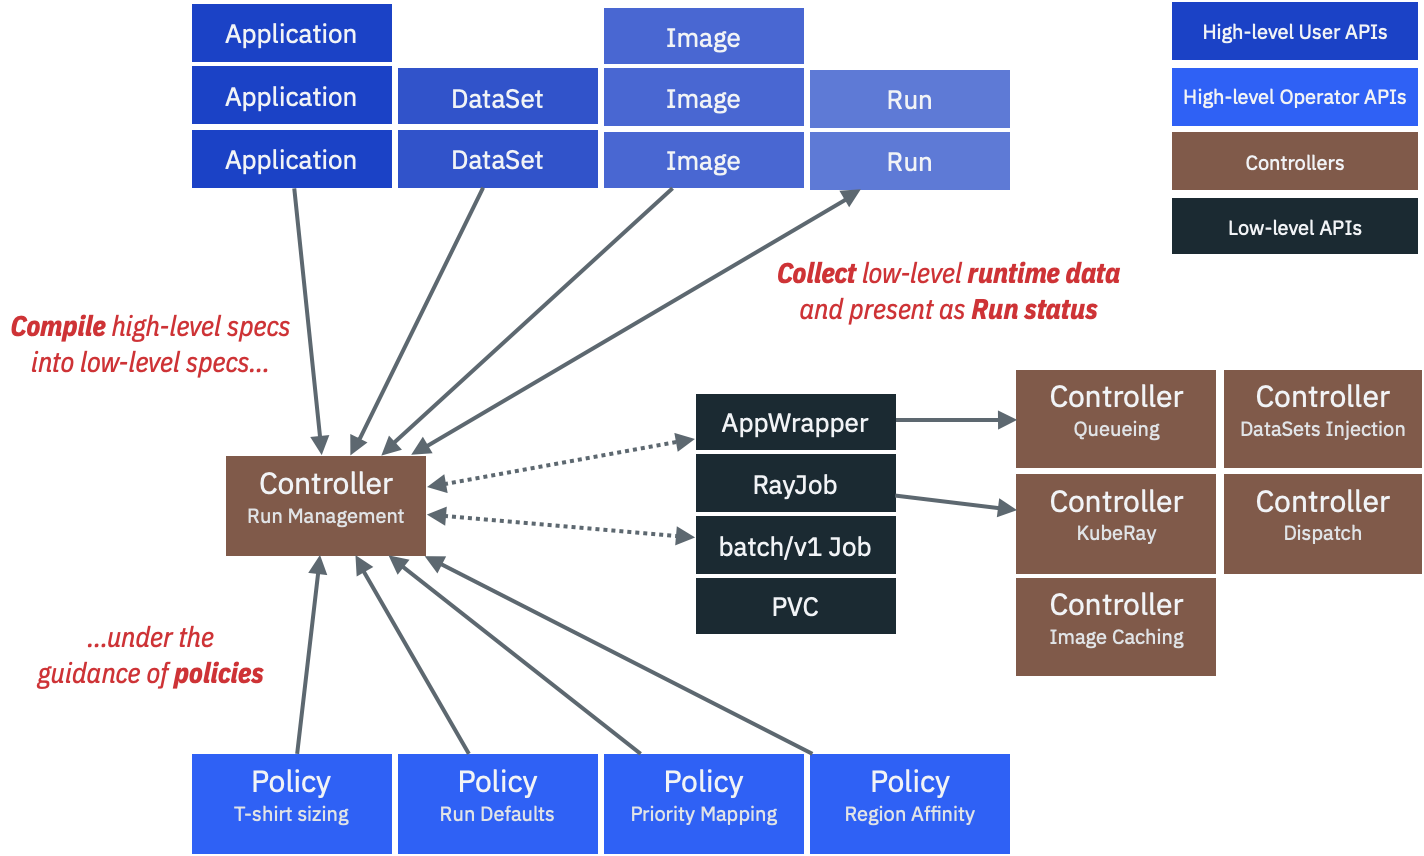 Application
Application
Application
DataSet
DataSet
Image
Image
Image
Run
Run
High-level User APIs
High-level Operator APIs
Controllers
Low-level APIs
Collect low-level runtime data
and present as Run status
Compile high-level specs
into low-level specs...
Controller
Run Management
AppWrapper
RayJob
batch/v1 Job
PVC
Controller
Queueing
Controller
DataSets Injection
Controller
KubeRay
Controller
Dispatch
Controller
Image Caching
...under the
guidance of policies
Policy
T-shirt sizing
Policy
Run Defaults
Policy
Priority Mapping
Policy
Region Affinity